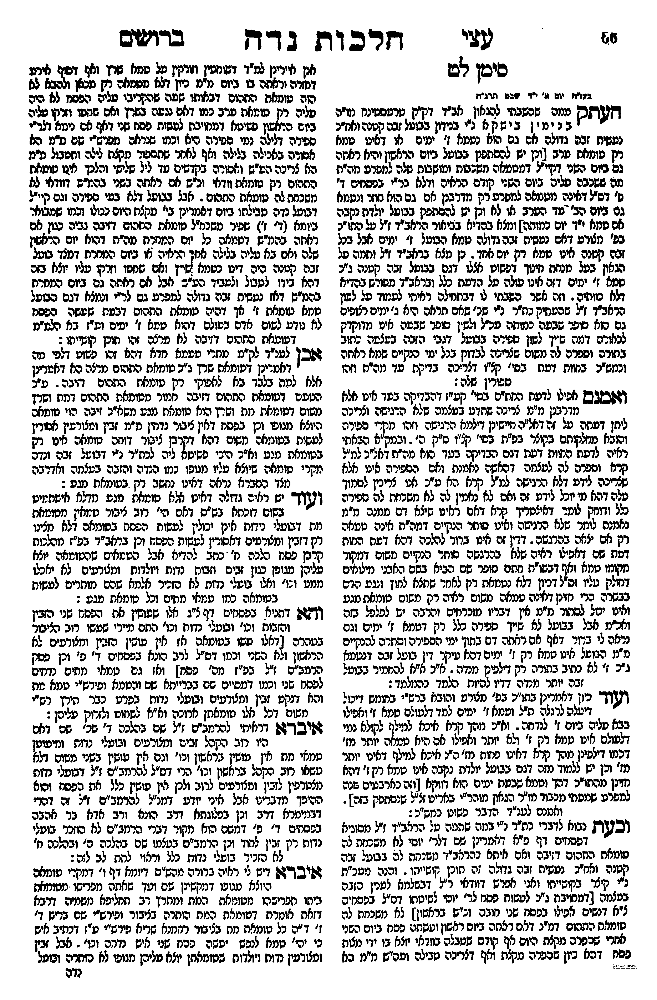 66
עצי
הלכות נדה
ברושים
סימן לט
בעז״ה יום א׳ י״ד שבט תרנ״ח
העתק ממה שהשבתי להגאון אב״ד דק״ק טרעסטינא מו״ה
בנימין בישקא נ״י בנידון בבועל זבה קטנה ואח״כ
נעשית זבה גדולה אם גם הוא נטמא ז׳ ימים או דאינו טמא
רק טומאת ערב [וכן יש להסתפק בבועל ביום הראשון והיא ראתה
גם ביום השני דקיי״ל דמטמאה משכבות ומושבות שלה למפרע מה״ת
מה ששכבה עליה ביום השני קודם הראיה ודלא כר״י בפסחים ד׳
פ׳ דס״ל דאינה מטמאה למפרע רק מדרבנן אם גם הוא חוזר ונטמא
גם ביום הב׳ עד הערב או לא וכן יש להסתפק בבועל יולדת נקבה
אם טמא י״ד יום כמותה] ומצא בהדיא בביאור הראב״ד ז״ל על התו״כ
בפ׳ מצורע דאם נעשית זבה גדולה טמא הבועל ז׳ ימים אבל בכל
זבה קטנה אינו טמא רק יום אחד. כן מצא בראב״ד ז״ל ותמה על
הגאון בעל מנחת חינוך דפשוט אצלו דגם בבועל זבה קטנה ג״כ
טמא ז׳ ימים דזה אינו עולה על הדעת כלל ובראב״ד מפורש בהדיא
דלא כוותיה. וזה אשר השבתי לו דבתחילה ראיתי לעמוד על לשון
הראב״ד ז״ל שהעתיק כת״ר נ״י שכ׳ שאם תראה היא ג׳ ימים רצופים
גם הוא סופר שבעה כמותה עכ״ל ולשון סופר שבעה אינו מדוקדק
לכאורה דמה שייך לשון ספירה בבועל דגבי הזבה בעצמה כתוב
בתורה וספרה לה משום שצריכה לבדוק בכל ימי הנקיים שמא ראתה
וכמש״כ בחוות דעת בסי׳ קצ״ו דצריכה בדיקת עד מה״ת וזהו
ספורין שלה :
ואמנם אפילו לדעת החת״ס בסי׳ קע״ז דהבדיקה בעד אינו אלא
מדרבנן מ״מ צריכה שתדע בעצמה שלא הרגישה וצריכה
ליתן דעתה על זה דאל״ה חיישינן דילמא הרגישה וזהו מקרי ספירה
והובא מחלוקתם בקוצר בפ״ת בסי׳ קצ״ו ס״ק ה׳. ובמק״א הבאתי
ראיה לדעת החוות דעת דגם הבדיקה בעד הוא מה״ת דאל״כ למ״ל
קרא וספרה לה לעצמה דהאשה נאמנת ואם הספירה אינו אלא
שצריכה לידע דלא הרגישה למ״ל קרא הא ע״כ אנו צריכין לסמוך
עלה דהא מי יוכל לידע זה ואם לא נאמין לה לא משכחת לה ספירה
כלל ודוחק לומר דאיצטריך קרא דאם ראינו שיצא דם ממנה מ״מ
נאמנת לומר שלא הרגישה ואינו סותר הנקיים דמה״ת אינה טמאה
רק אם יצאה בהרגשה. דדין זה אינו ברור להלכה דהא דעת החות
דעת שם דאפילו ראיה שלא בהרגשה סותר הנקיים משום דמקור
מקומו טמא ואף דבשו״ת חתם סופר שם הביא בשם האבני מילואים
דחולק עליו וס״ל דכיון דלא נטמאת רק לאחר שתצא לחוץ ונגע הדם
בבשרה הרי חזינן דאינה טמאה משום ראיה רק משום טומאת מגע
ואינו יכול לסתור מ״מ אין דבריו מוכרחים והרבה יש לפלפל בזה
ואכ״מ אבל בבועל לא שייך ספירה כלל רק דטמא ז׳ ימים וגם
נראה לי ברור דאף אם ראתה דם בתוך ימי הספירה וסתרה להנקיים
מ״מ הבועל אינו טמא רק ז׳ ימים דהא עיקר דין בועל זבה דנטמא
ג״כ ז׳ לא כתיב בתורה רק דילפינן מנדה. א״כ א״א להחמיר בבועל
זבה יותר מנדה דדיו להיות הלמד כהמלמד :
ועוד כיון דאמרינן בתו״כ בפ׳ מצורע והובא ברש״י בחומש דיכול
דיעלה לרגלה ת״ל וטמא ז׳ ימים למד דלעולם טמא ז׳ ואפילו
בבא עליה ביום ז׳ לנדתה. וא״כ מהך קרא איכא למילף לקולא נמי
דלעולם אינו טמא רק ז׳ ולא יותר ואפילו אם היא טמאה יותר מז׳
דכמו דילפינן מהך קרא דאינו פחות מז׳ ה״נ איכא למילף דאינו יותר
מז׳ וכן יש ללמוד מזה דגם בבועל יולדת נקבה אינו טמא רק ז׳ דהא
חזינן מהתו״כ דהך וטמא שבעת ימים הוא דווקא [וזה כארבעים שנה
למפרע שמעתי מכבוד מו״ר הגאון מוהר״י באריט זצ״ל שנסתפק בזה].
ואמנם לענ״ד הדבר פשוט כמש״כ :
וכעת נבוא לדברי כת״ר נ״י במה שתמה על הראב״ד ז״ל מסוגיא
דפסחים דף פ״א דאמרינן שם דלר׳ יוסי לא משכחת לה
טומאת התהום דזיבה ואם איתא כהראב״ד משכחת לה בבועל זבה
קטנה ואח״כ נעשית זבה גדולה זה תוכן קושייתו. והנה מעכ״ת
נ״י קיצר בקושייתו ואני אפרש דוודאי ר״ל דבשלמא לענין הזבה
בעצמה [דמחויבת ג״כ לעשות פסח לר׳ יוסי לשיטתו דס״ל בפסחים
צ״א דנשים אפילו בפסח שני חובה וכ״ש בראשון] לא משכחת לה
טומאת התהום דמ״נ דאם ראתה ביום ראשון ועשתה פסח ביום השני
אחרי שספרה מקצת היום אף קודם שטבלה בוודאי יוצא בו ידי מצות
פסח דהא כיון שספרה מקצת ואף דצריכה טבילה ועה״ש מ״מ הא
אנן איירינן למ״ד דשוחטין וזורקין על טמא שרץ ואף דסוף אירע
דחזרה וראתה בו ביום מ״מ כיון דלא מטמאה רק מכאן ולהבא לא
הוה טומאת התהום דבאותו שעה שהקריבו עליה הפסח לא היה
עליה רק טומאת ערב כמו דאם נגעה בשרץ ואם שחטו וזרקו עליה
ביום הראשון פשיטא דמחויבת לעשות פסח שני דאף אם נימא דלר״י
ספירה דלילה נמי ספירה היא וכמו שנראה מפרש״י שם מ״מ הא
אסורה באכילה בלילה ואף לאחר שתספור מקצת לילה ותטבול מ״מ
הא צריכה הע״ש ואסורה בקדשים עד ליל שלישי והלכך אינו טומאת
התהום רק טומאת וודאי וכ״ש אם ראתה בשני בהמ״ש דוודאי לא
משכחת לה טומאת התהום. אבל בבועל דלא בעי ספירה וגם קיי״ל
דבועל נדה טבילתו ביום דאמרינן בי׳ מקצת היום ככולו וכמו שמבואר
ביומא (ד׳ ז׳) שפיר משכח״ל טומאת התהום דזיבה גביה כגון אם
ראתה בהמ״ש דטמאה כל יום המחרת מה״ת דהוא יום הראשון
שלה ואם בא עליה בלילה אחר הראיה או ביום המחרת דמצד בועל
זבה קטנה היה דינו כטמא שרץ ואם שחטו וזרקו עליו יוצא בזה
דהא בידו לטבול ולעביד הע״ש אבל אם ראתה גם ביום המחרת
בהמ״ש דאז נעשית זבה גדולה למפרע גם לר״י ונמצא דגם הבועל
טמא טומאת ז׳ אך דהיה טומאת התהום דבעת שעשה הפסח
לא נודע לשום אדם בעולם דהוא טמא ז׳ ימים וע״ז בא הלמ״מ
דטומאת התהום דזיבה לא מרצה זהו תוכן קושייתו :
אכן לענ״ד לק״מ מתרי טעמא חדא דהא זהו פשוט דלפי מה
דאמרינן דטומאת שרץ ג״כ טומאת התהום מרצה הא דאמרינן
אלא למת בלבד בא לאפוקי רק טומאת התהום דזיבה. ע״כ
הטעם דטומאת התהום דזיבה חמור מטומאת התהום דמת ושרץ
משום דטומאת מת ושרץ הוא טומאת מגע משא״כ זיבה הוי טומאה
היוצא מגופו וכן בפסח דאין ציבור נדחין מ״מ זבין ומצורעין אסורין
לעשות בטומאה משום דהא דקרבן ציבור דוחה טומאה אינו רק
בטומאת מגע וא״כ היכי פשיטא ליה לכת״ר נ״י דבועל זבה ונדה
מקרי טומאה שיוצא עליו מגופו כמו הנדה והזבה בעצמה ואדרבה
מצד הסברא נראה דאינו נחשב רק בטומאת מגע :
ועוד יש ראיה גדולה דאינו אלא טומאת מגע מדלא אישתמיט
בשום דוכתא בש״ס דאם הי׳ רוב ציבור טמאין מטומאת
מת דבועלי נידות אינן יכולין לעשות הפסח בטומאה דלא מצינו
רק דזבין ומצורעים דאסורין לעשות הפסח וכן בראב״ד בפ״ז מהלכות
קרבן פסח הלכה ח׳ כתב להדיא אבל הטמאים שהטומאה יוצא
עליהן מגופן כגון זבים וזבות נדות ויולדות ומצורעים לא יאכלו
ממנו וכו׳ ואלו בועלי נדות לא הזכיר אלמא שהם מותרים לעשות
בטומאה כמו טמאי מתים וכל טומאת מגע :
והא דתניא בפסחים דף צ״ג אלו שעושין את הפסח שני הזבין
והזבות וכו׳ ובועלי נדות וכו׳ התם מיירי שעשו רוב הציבור
בטהרה [דאלו עשו בטומאה אז אין עושין הזבין ומצורעים לא
הראשון ולא השני וכמו דס״ל לרב הונא בפסחים ד׳ פ׳ וכן פסק
הרמב״ם ז״ל בפ״ז מה׳ פסח] ואז גם טמאי מתים נדחים
לפסח שני וכמו דמסיים שם בברייתא שם והטמא ופירש״י טמא מת
והא דנקט זבין ומצורעים ובועלי נדות בפרט כבר תירץ רש״י
משום דכל אלו טומאתן ארוכה וא״א לשחוט ולזרוק עליהן :
איברא דראיתי להרמב״ם ז״ל שם בהלכה ד׳ שכ׳ שם דאם
היו רוב הקהל זבים ומצורעים ובועלי נדות ומיעוטן
טמאי מת אין עושין בראשון וכו׳ וגם אין עושין בשני משום דלא
עשאו רוב הקהל בראשון וכו׳ הרי דס״ל להרמב״ם ז״ל דבועלי נדות
מצטרפין לזבין ומצורעים לרוב ולכן אין עושין כלל את הפסח והוא
ההיפך מדברינו אבל איני יודע דמנ״ל להרמב״ם ז״ל זה דהרי
דבמימרא דרב וכן בפלוגתא דרב הונא ורב אדא בר אהבה
בפסחים ד׳ פ׳ דמשם הוא מקור דברי הרמב״ם לא הוזכר בועלי
נדות רק זבין לחוד וכן הרמב״ם בעצמו שם בהלכה ה׳ ובהלכה ח׳
לא הזכיר בועלי נדות כלל וראוי לתת לב לזה :
איברא דיש לי ראיה ברורה מהש״ס דיומא דף ו׳ דמקרי טומאה
היוצא מגופו דמקשינן שם ועד שאתה מפרישו מטומאת
ביתו תפרישהו מטומאת המת ומתרץ רב תחליפא משמיה דרבא
דזאת אומרת דטומאת המת הותרה בציבור ופירש״י שם בריש ד׳
ז׳ ד״ה כל טומאת מת בציבור רחמנא שריא פירש״י ע״ז דכתיב איש
כי יהי׳ טמא לנפש יעשה פסח שני איש נדחה וכו׳. אבל זבין
ומצורעין נדות ויולדות שטומאתן יוצא עליהן מגופו לא הותרה ובועל
נדה
24/06/2018